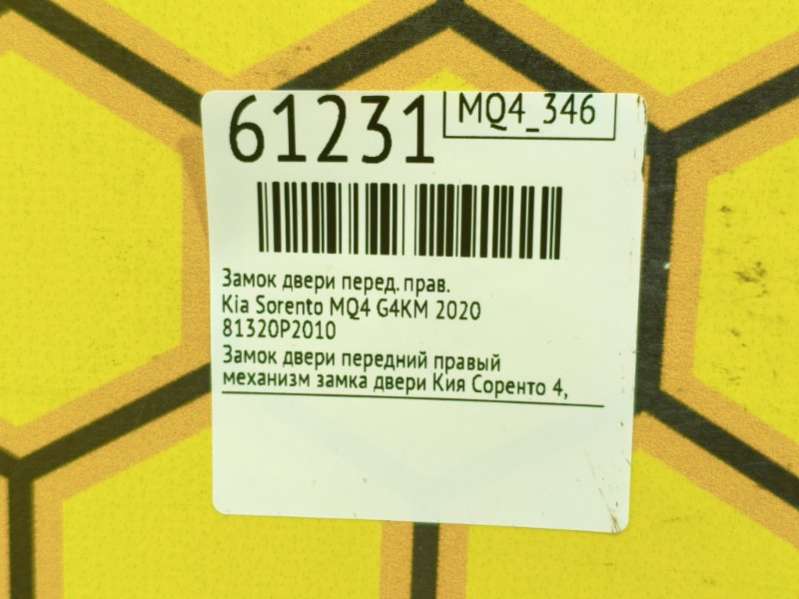 61231
MQ4_346
Замок двери перед. прав.
Kia Sorento MQ4 G4KM 2020
81320P2010
Замок двери передний правый
механизм замка двери Кия Соренто 4,